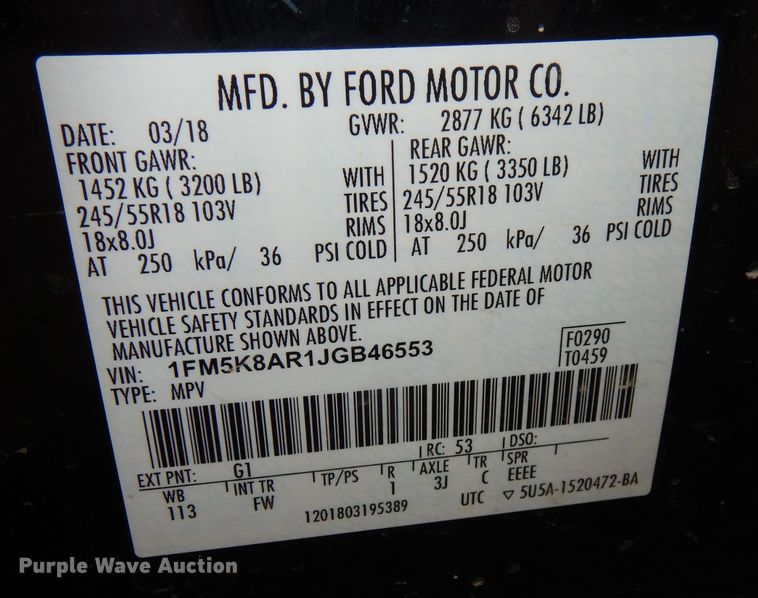 MFD. BY FORD MOTOR CO.
DATE: 03/18 GVWR: 2877 KG ( 6342 LB)
FRONT GAWR: REAR GAWR:
1452 KG ( 3200 LB) WITH 1520 KG ( 3350 LB) WITH
245/55R18 103V TIRES 245/55R18 103V TIRES
18x8.0J RIMS 18x8.0J RIMS
AT 250 kPa/ 36 PSI COLD AT 250 kPa/ 36 PSI COLD
THIS VEHICLE CONFORMS TO ALL APPLICABLE FEDERAL MOTOR
VEHICLE SAFETY STANDARDS IN EFFECT ON THE DATE OF
MANUFACTURE SHOWN ABOVE.
VIN: 1FM5K8AR1JGB46553 F0290
TYPE: MPV T0459
EXT PNT: G1 RC: 53 DSO:
WB INT TR TP/PS R AXLE TR SPR
113 FW 1 3J C EEEE
1201803195389 UTC ▽ 5U5A-1520472-BA
Purple Wave Auction